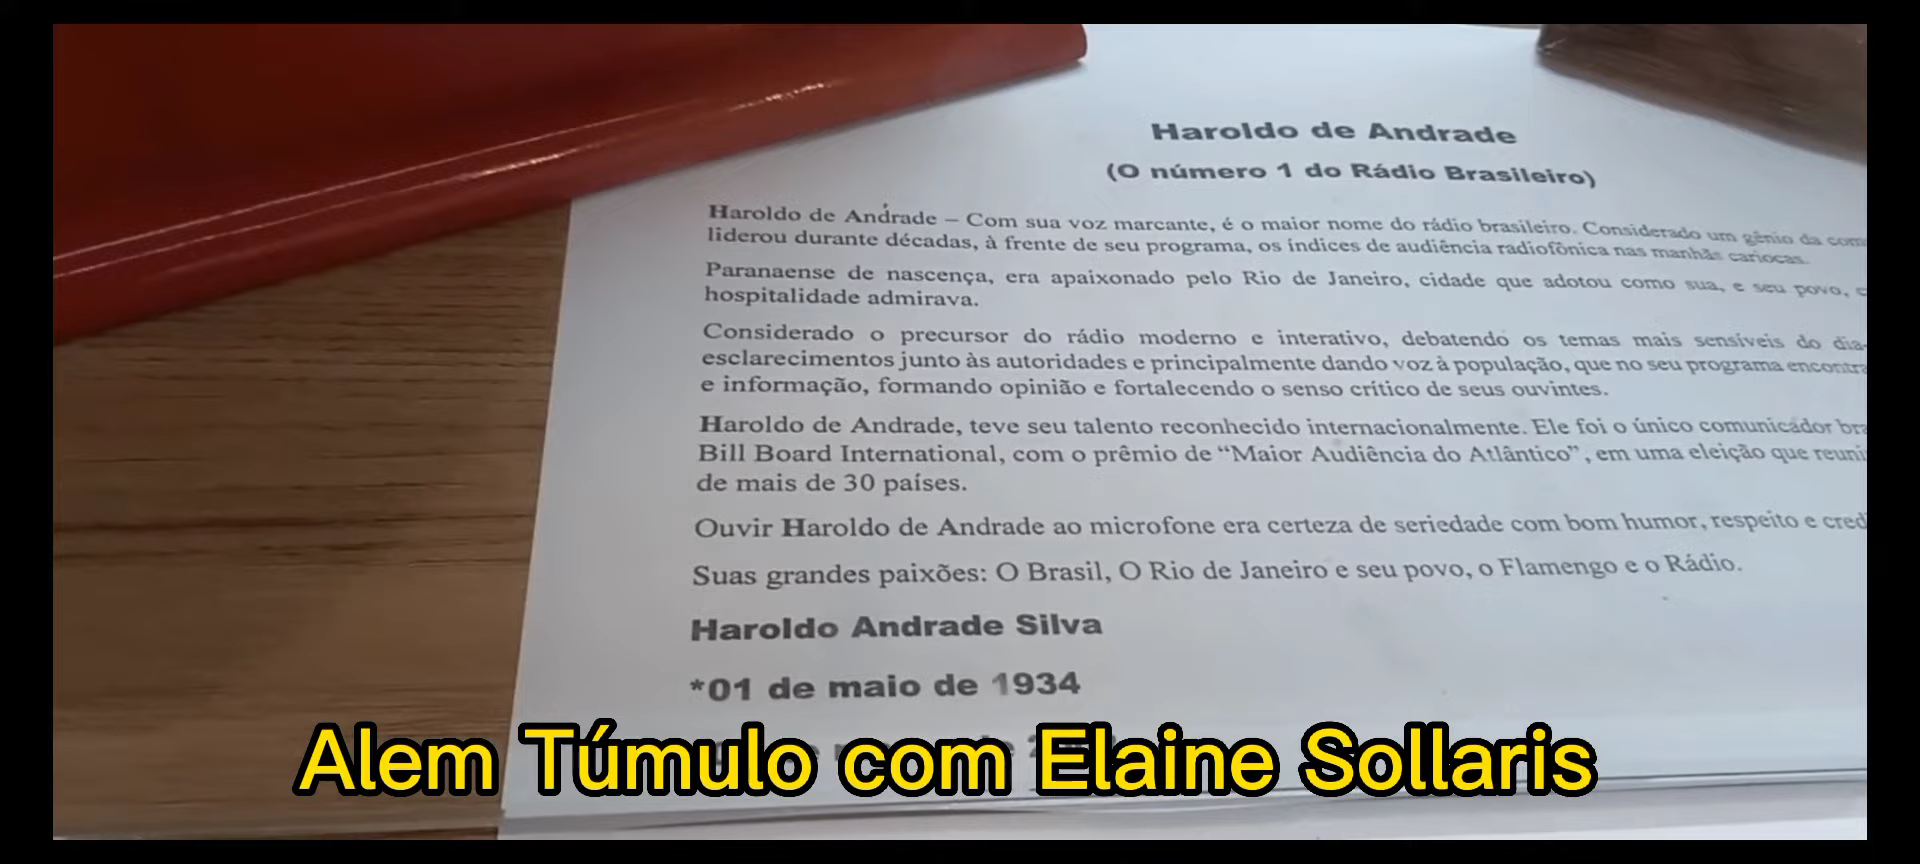 Haroldo de Andrade
(O número 1 do Rádio Brasileiro)
Haroldo de Andrade – Com sua voz marcante, é o maior nome do rádio brasileiro. Considerado um gênio da
liderou durante décadas, à frente de seu programa, os índices de audiência radiofônica nas manhãs cariocas.
Paranaense de nascença, era apaixonado pelo Rio de Janeiro, cidade que adotou como sua, e seu povo,
hospitalidade admirava.
Considerado o precursor do rádio moderno e interativo, debatendo os temas mais sensíveis do
esclarecimentos junto às autoridades e principalmente dando voz à população, que no seu programa
e informação, formando opinião e fortalecendo o senso crítico de seus ouvintes.
Haroldo de Andrade, teve seu talento reconhecido internacionalmente. Ele foi o único comunicador
Bill Board International, com o prêmio de “Maior Audiência do Atlântico”, em uma eleição que
de mais de 30 países.
Ouvir Haroldo de Andrade ao microfone era certeza de seriedade com bom humor, respeito e
Suas grandes paixões: O Brasil, O Rio de Janeiro e seu povo, o Flamengo e o Rádio.
Haroldo Andrade Silva
*01 de maio de 1934
Alem Túmulo com Elaine Sollaris